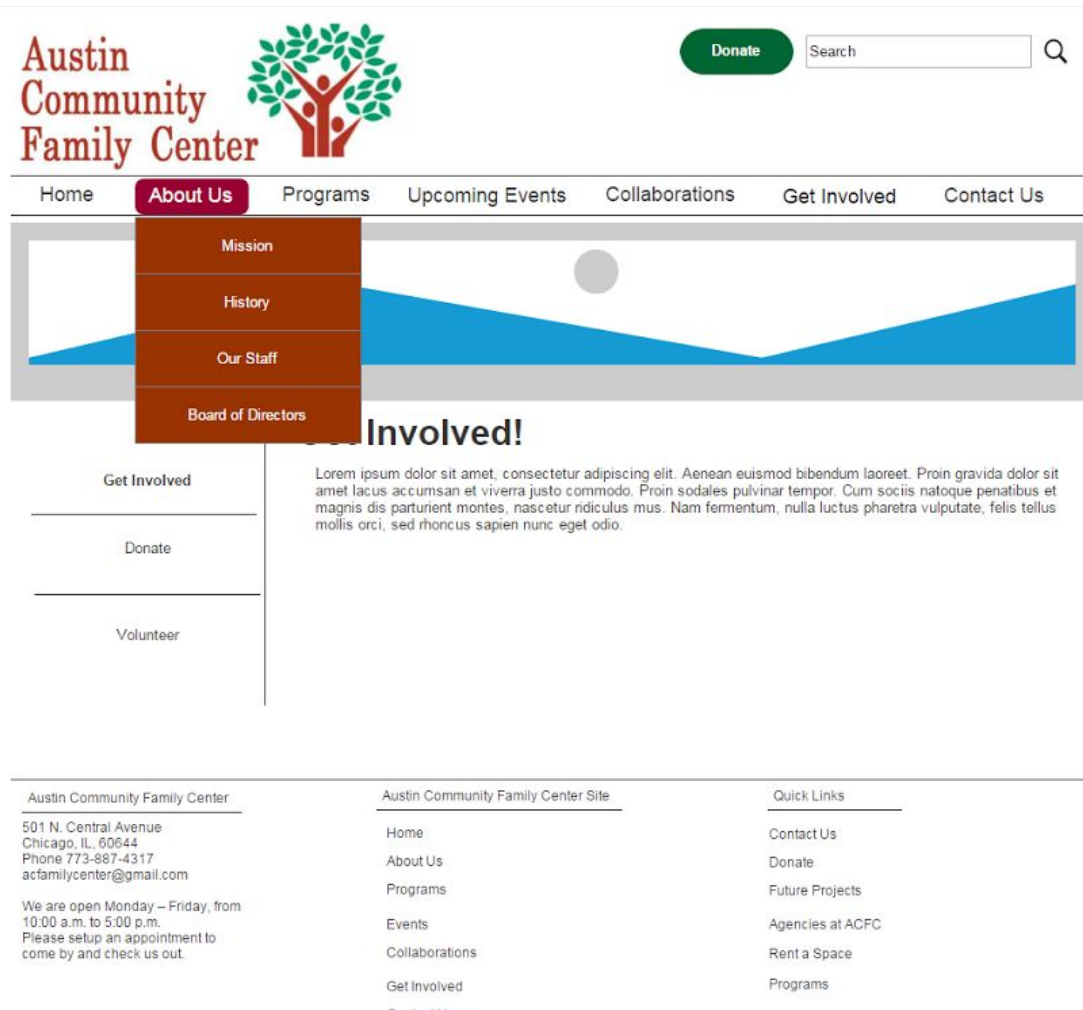 Austin
Community
Family Center
Donate
Search
Home
About Us
Programs
Upcoming Events
Collaborations
Get Involved
Contact Us
Mission
History
Our Staff
Board of Directors
Involved!
Lorem ipsum dolor sit amet, consectetur adipiscing elit. Aenean euismod bibendum laoreet. Proin gravida dolor sit
amet lacus accumsan et viverra justo commodo. Proin sodales pulvinar tempor. Cum sociis natoque penatibus et
magnis dis parturient montes, nascetur ridiculus mus. Nam fermentum, nulla luctus pharetra vulputate, felis tellus
mollis orci, sed rhoncus sapien nunc eget odio.
Get Involved
Donate
Volunteer
Austin Community Family Center
501 N. Central Avenue
Chicago, IL, 60644
Phone 773-887-4317
acfamilycenter@gmail.com
We are open Monday – Friday, from
10:00 a.m. to 5:00 p.m.
Please setup an appointment to
come by and check us out.
Austin Community Family Center Site
Home
About Us
Programs
Events
Collaborations
Get Involved
Quick Links
Contact Us
Donate
Future Projects
Agencies at ACFC
Rent a Space
Programs